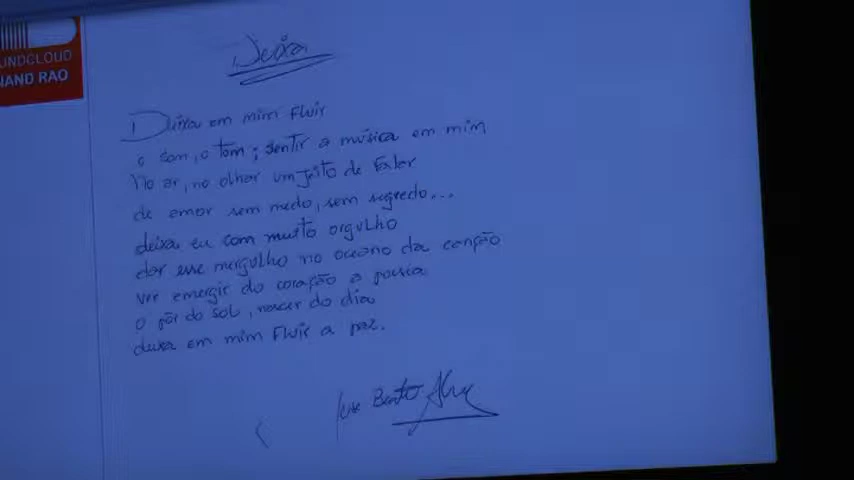 UNDCLOUD
NAND RAO
Deixa
Deixa em mim fluir
o som, o tom; sentir a música em mim
No ar, no olhar um jeito de falar
de amor sem medo, sem segredo...
deixa eu com muito orgulho
dar esse mergulho no oceano da canção
ver emergir do coração a poesia
o pôr do sol, nascer do dia
deixa em mim fluir a paz.